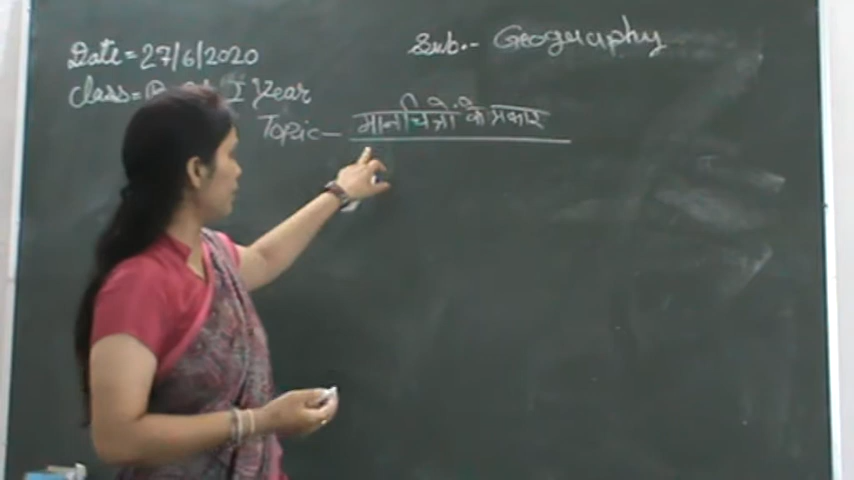 Date = 27/6/2020
Sub.- Geography
Class = I Year
Topic – मानचित्रों के प्रकार